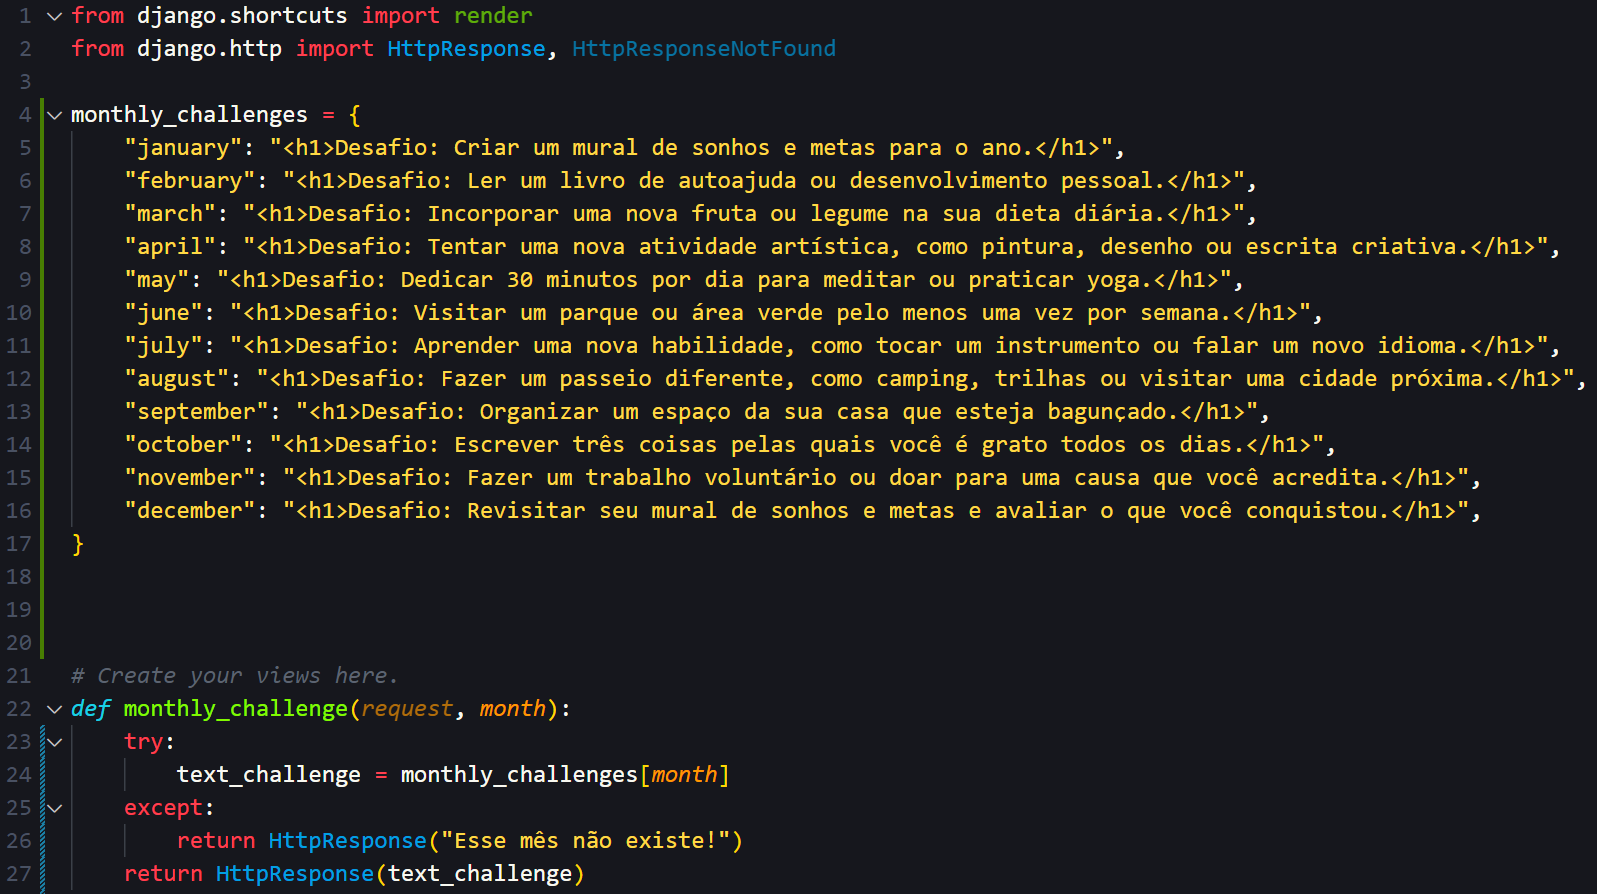 1 from django.shortcuts import render
2 from django.http import HttpResponse, HttpResponseNotFound
3
4 monthly_challenges = {
5     "january": "<h1>Desafio: Criar um mural de sonhos e metas para o ano.</h1>",
6     "february": "<h1>Desafio: Ler um livro de autoajuda ou desenvolvimento pessoal.</h1>",
7     "march": "<h1>Desafio: Incorporar uma nova fruta ou legume na sua dieta diária.</h1>",
8     "april": "<h1>Desafio: Tentar uma nova atividade artística, como pintura, desenho ou escrita criativa.</h1>",
9     "may": "<h1>Desafio: Dedicar 30 minutos por dia para meditar ou praticar yoga.</h1>",
10     "june": "<h1>Desafio: Visitar um parque ou área verde pelo menos uma vez por semana.</h1>",
11     "july": "<h1>Desafio: Aprender uma nova habilidade, como tocar um instrumento ou falar um novo idioma.</h1>",
12     "august": "<h1>Desafio: Fazer um passeio diferente, como camping, trilhas ou visitar uma cidade próxima.</h1>",
13     "september": "<h1>Desafio: Organizar um espaço da sua casa que esteja bagunçado.</h1>",
14     "october": "<h1>Desafio: Escrever três coisas pelas quais você é grato todos os dias.</h1>",
15     "november": "<h1>Desafio: Fazer um trabalho voluntário ou doar para uma causa que você acredita.</h1>",
16     "december": "<h1>Desafio: Revisitar seu mural de sonhos e metas e avaliar o que você conquistou.</h1>",
17 }
18
19
20
21 # Create your views here.
22 def monthly_challenge(request, month):
23     try:
24         text_challenge = monthly_challenges[month]
25     except:
26         return HttpResponse("Esse mês não existe!")
27     return HttpResponse(text_challenge)